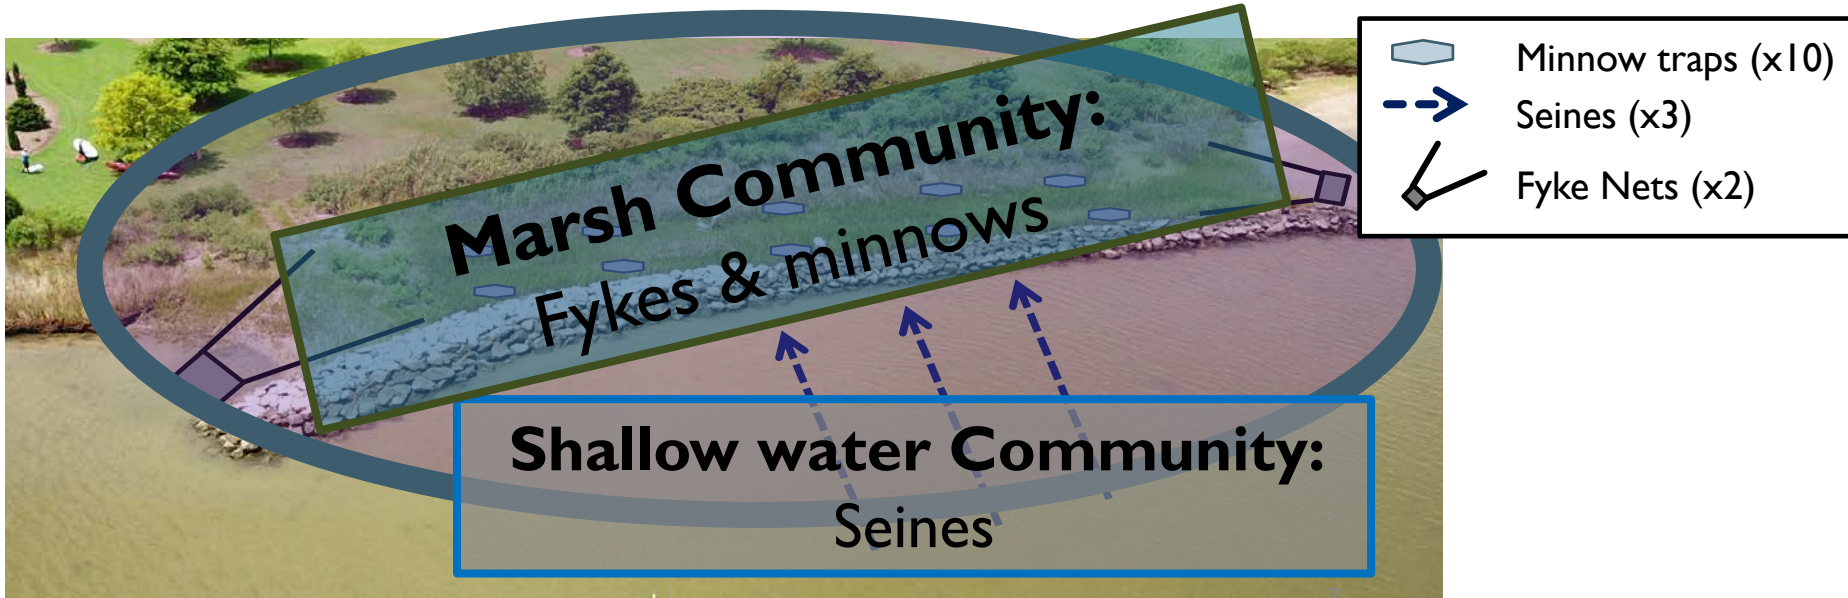 Marsh Community:
Fykes & minnows
Shallow water Community:
Seines
Minnow traps (x10)
Seines (x3)
Fyke Nets (x2)